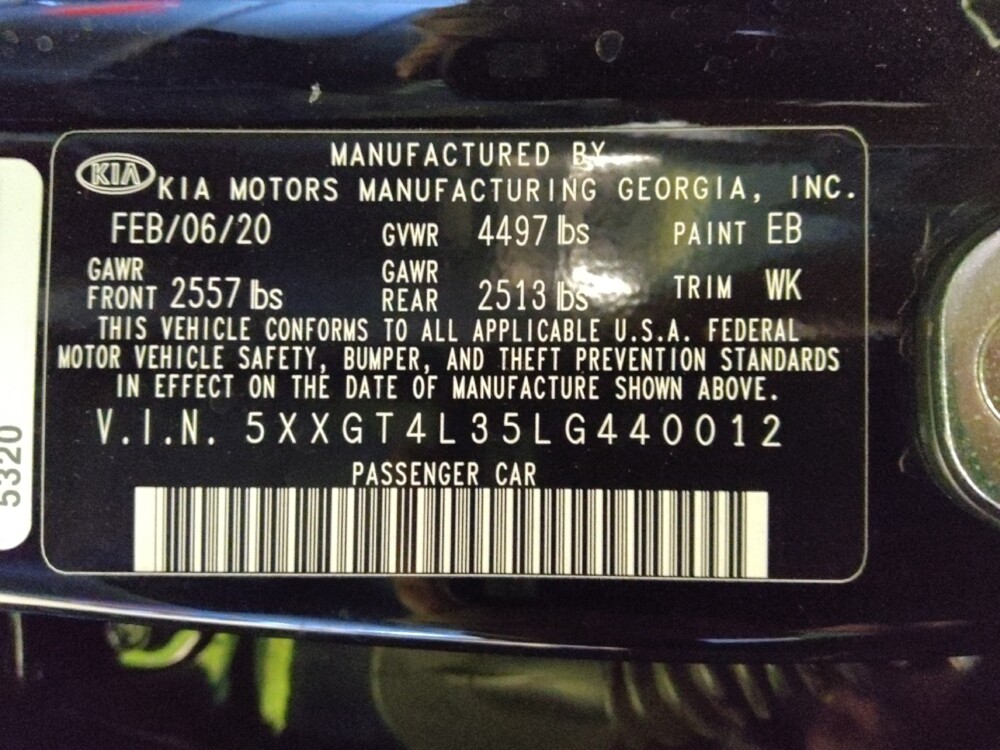 MANUFACTURED BY
KIA KIA MOTORS MANUFACTURING GEORGIA, INC.
FEB/06/20 GVWR 4497 lbs PAINT EB
GAWR FRONT 2557 lbs GAWR REAR 2513 lbs TRIM WK
THIS VEHICLE CONFORMS TO ALL APPLICABLE U.S.A. FEDERAL
MOTOR VEHICLE SAFETY, BUMPER, AND THEFT PREVENTION STANDARDS
IN EFFECT ON THE DATE OF MANUFACTURE SHOWN ABOVE.
V.I.N. 5XXGT4L35LG440012
PASSENGER CAR
5320